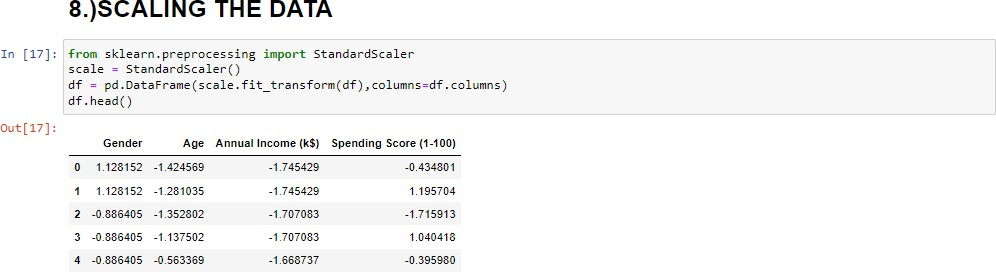 8.)SCALING THE DATA
In [17]: from sklearn.preprocessing import StandardScaler
scale = StandardScaler()
df = pd.DataFrame(scale.fit_transform(df),columns=df.columns)
df.head()
Out[17]:
Gender Age Annual Income (k$) Spending Score (1-100)
0 1.128152 -1.424569 -1.745429 -0.434801
1 1.128152 -1.281035 -1.745429 1.195704
2 -0.886405 -1.352802 -1.707083 -1.715913
3 -0.886405 -1.137502 -1.707083 1.040418
4 -0.886405 -0.563369 -1.668737 -0.395980